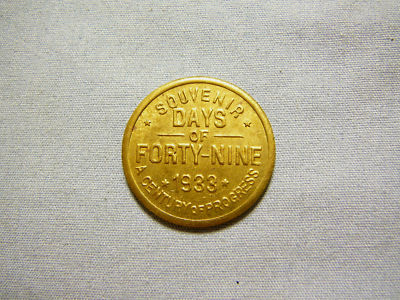 SOUVENIR
DAYS
OF
FORTY-NINE
1933
A CENTURY OF PROGRESS